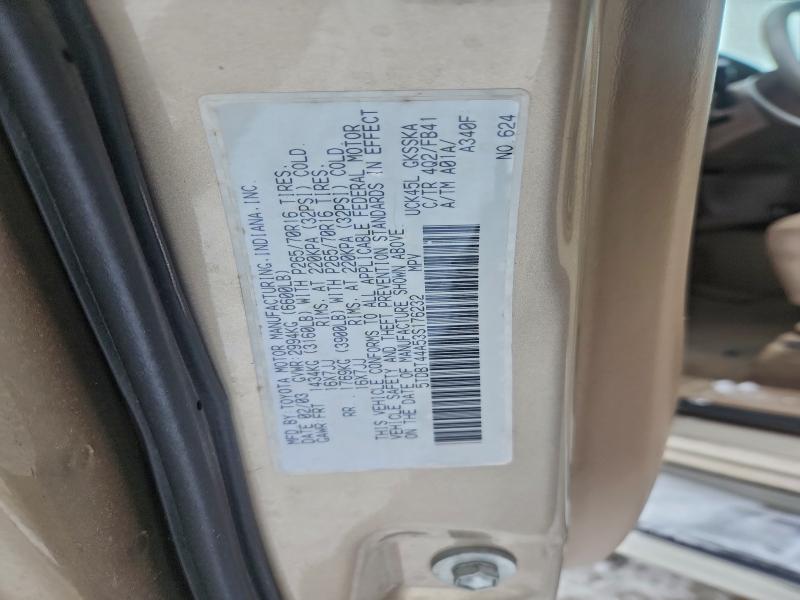 MFD.BY TOYOTA MOTOR MANUFACTURING.INDIANA.INC.
DATE 02/03 GVWR 2994KG (6600LB)
GAWR FRT 1434KG (3160LB) WITH P265/70R16 TIRES.
16X7JJ RIMS. AT 220KPA (32PSI) COLD.
RR 1769KG (3900LB) WITH P265/70R16 TIRES.
16X7JJ RIMS. AT 220KPA (32PSI) COLD.
THIS VEHICLE CONFORMS TO ALL APPLICABLE FEDERAL MOTOR
VEHICLE SAFETY AND THEFT PREVENTION STANDARDS IN EFFECT
ON THE DATE OF MANUFACTURE SHOWN ABOVE
5TDBT44A53S176232 MPV
UCK45L GKSSKA
C/TR 4Q2/FB41
A/TM A01A/
A340F
NO 624